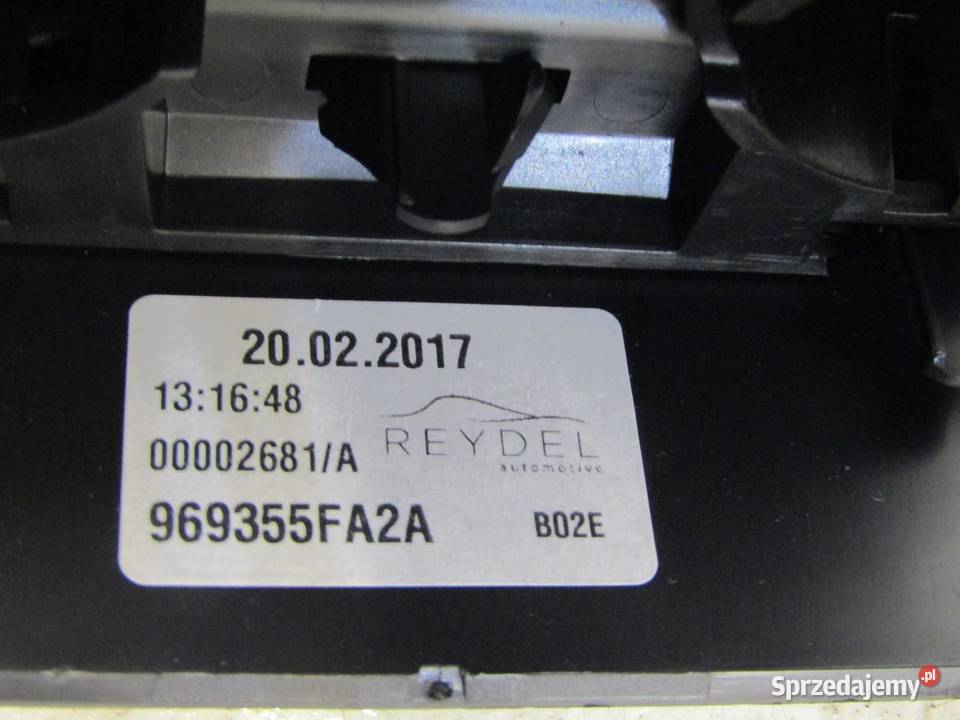 20.02.2017
13:16:48
00002681/A
REYDEL
automotive
969355FA2A
B02E
Sprzedajemy.pl